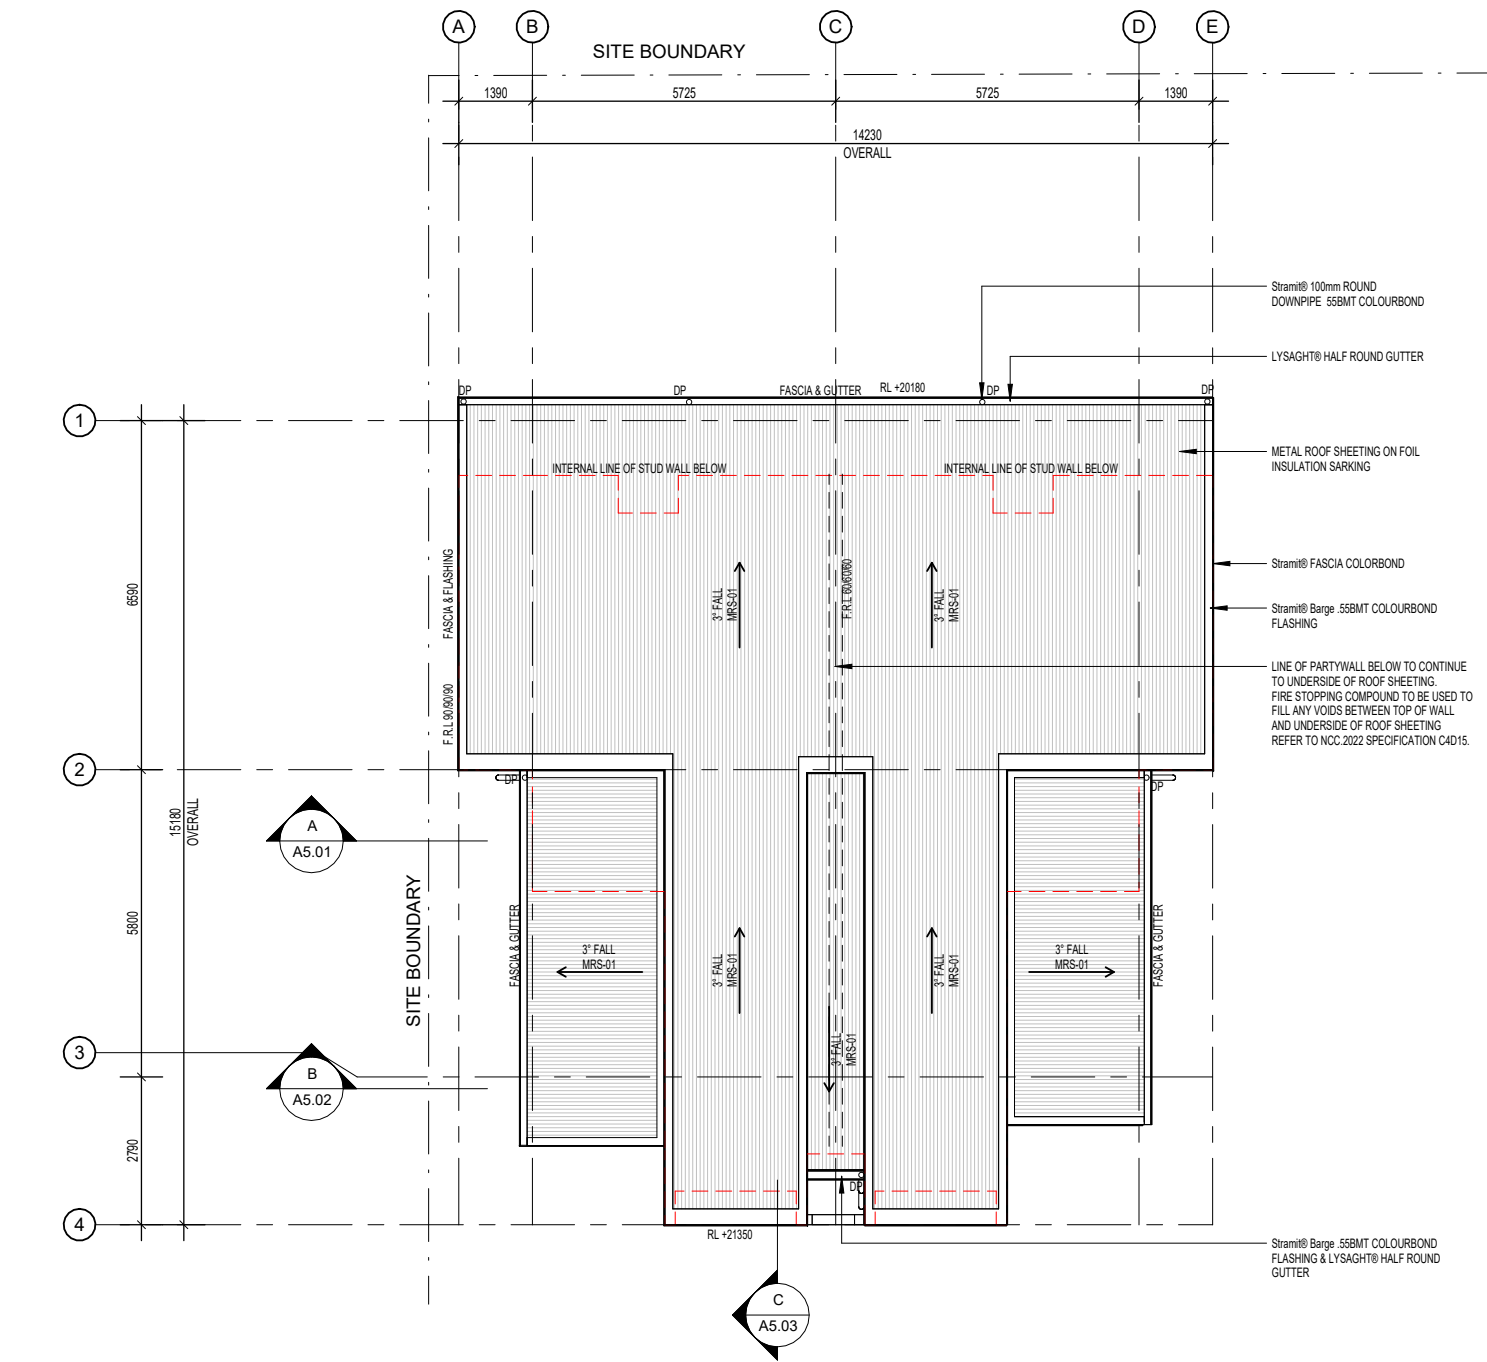 A B C D E
SITE BOUNDARY
1390 5725 5725 1390
14230
OVERALL
Stramit® 100mm ROUND
DOWNPIPE 55BMT COLOURBOND
LYSAGHT® HALF ROUND GUTTER
DP DP FASCIA & GUTTER RL +20180 DP DP
1
METAL ROOF SHEETING ON FOIL
INSULATION SARKING
INTERNAL LINE OF STUD WALL BELOW INTERNAL LINE OF STUD WALL BELOW
FASCIA & FLASHING
F.R.L 90/90/90
6590
3° FALL
MRS-01
F.R.L 60/60/60
3° FALL
MRS-01
Stramit® FASCIA COLORBOND
Stramit® Barge .55BMT COLOURBOND
FLASHING
LINE OF PARTYWALL BELOW TO CONTINUE
TO UNDERSIDE OF ROOF SHEETING.
FIRE STOPPING COMPOUND TO BE USED TO
FILL ANY VOIDS BETWEEN TOP OF WALL
AND UNDERSIDE OF ROOF SHEETING
REFER TO NCC.2022 SPECIFICATION C4D15.
2
DP DP
15180
OVERALL
A
A5.01
SITE BOUNDARY
5800
FASCIA & GUTTER
3° FALL
MRS-01
3° FALL
MRS-01
3° FALL
MRS-01
3° FALL
MRS-01
FASCIA & GUTTER
3° FALL
MRS-01
3
B
A5.02
2790
DP
4
RL +21350
Stramit® Barge .55BMT COLOURBOND
FLASHING & LYSAGHT® HALF ROUND
GUTTER
C
A5.03